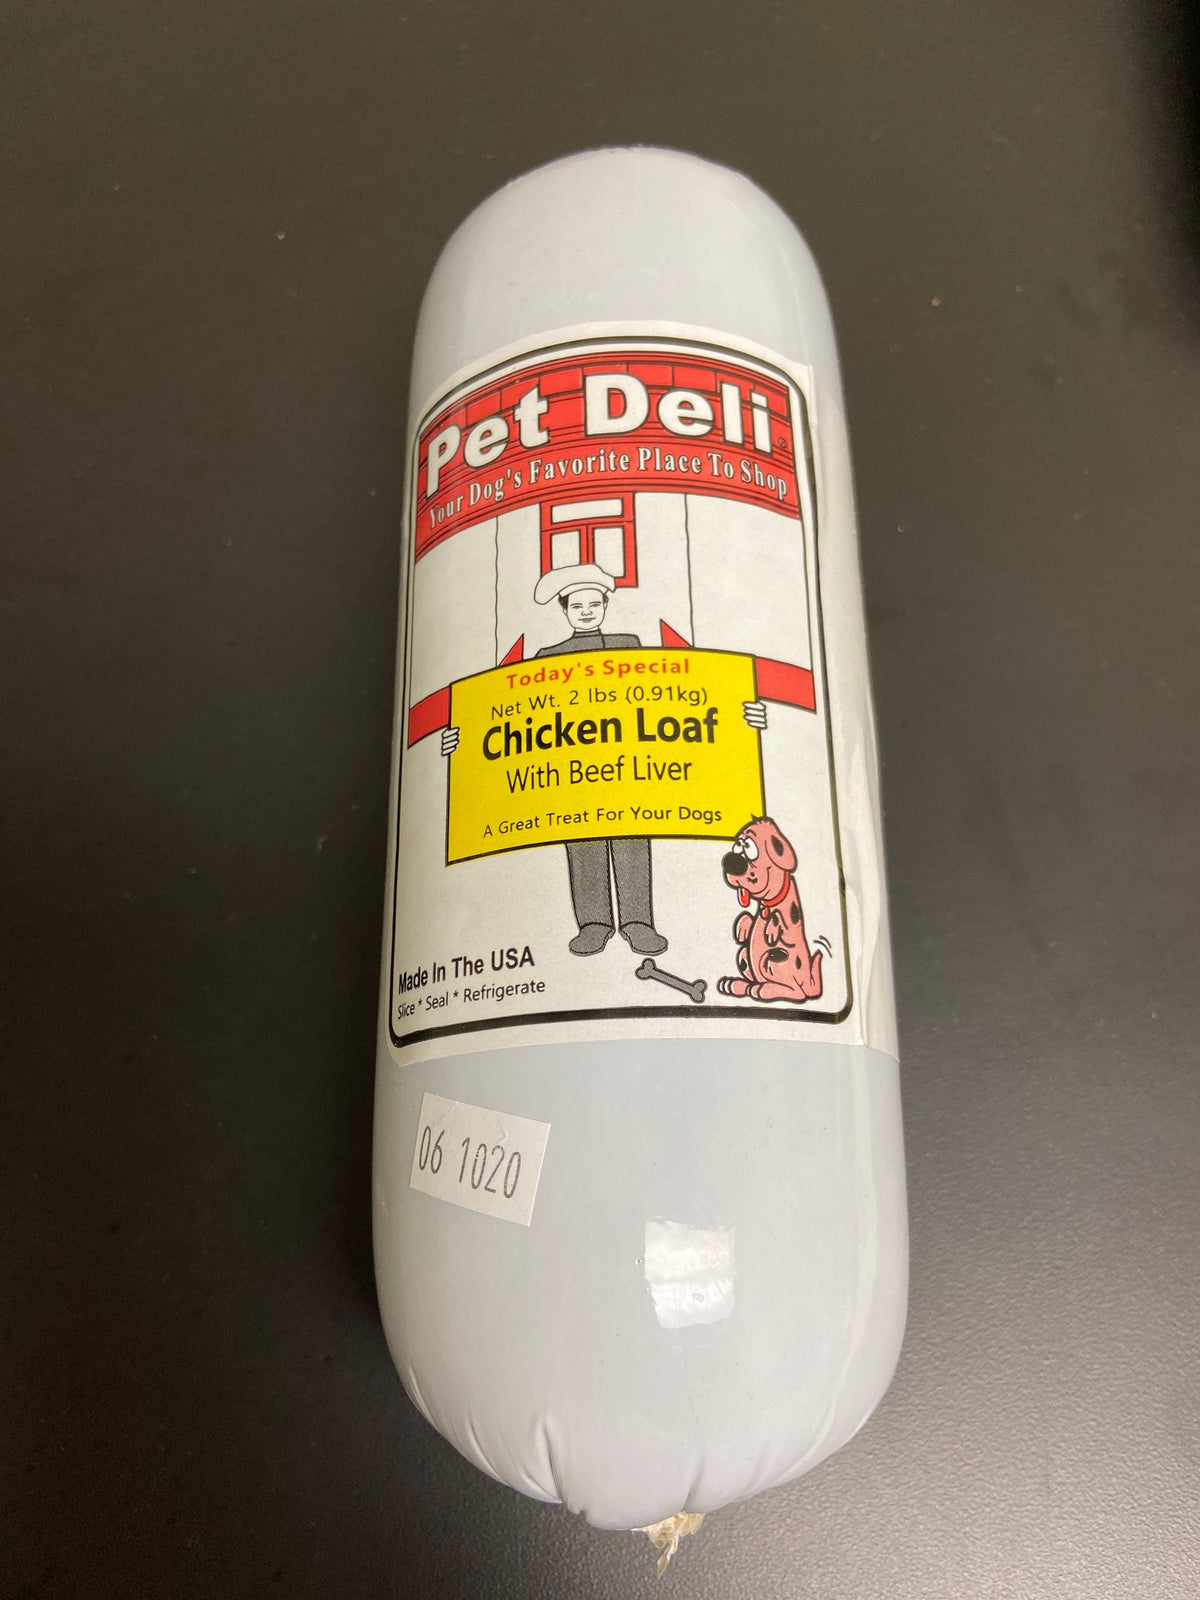 Pet Deli®
Your Dog's Favorite Place To Shop
Today's Special
Net Wt. 2 lbs (0.91kg)
Chicken Loaf
With Beef Liver
A Great Treat For Your Dogs
Made In The USA
Slice * Seal * Refrigerate
06 1020